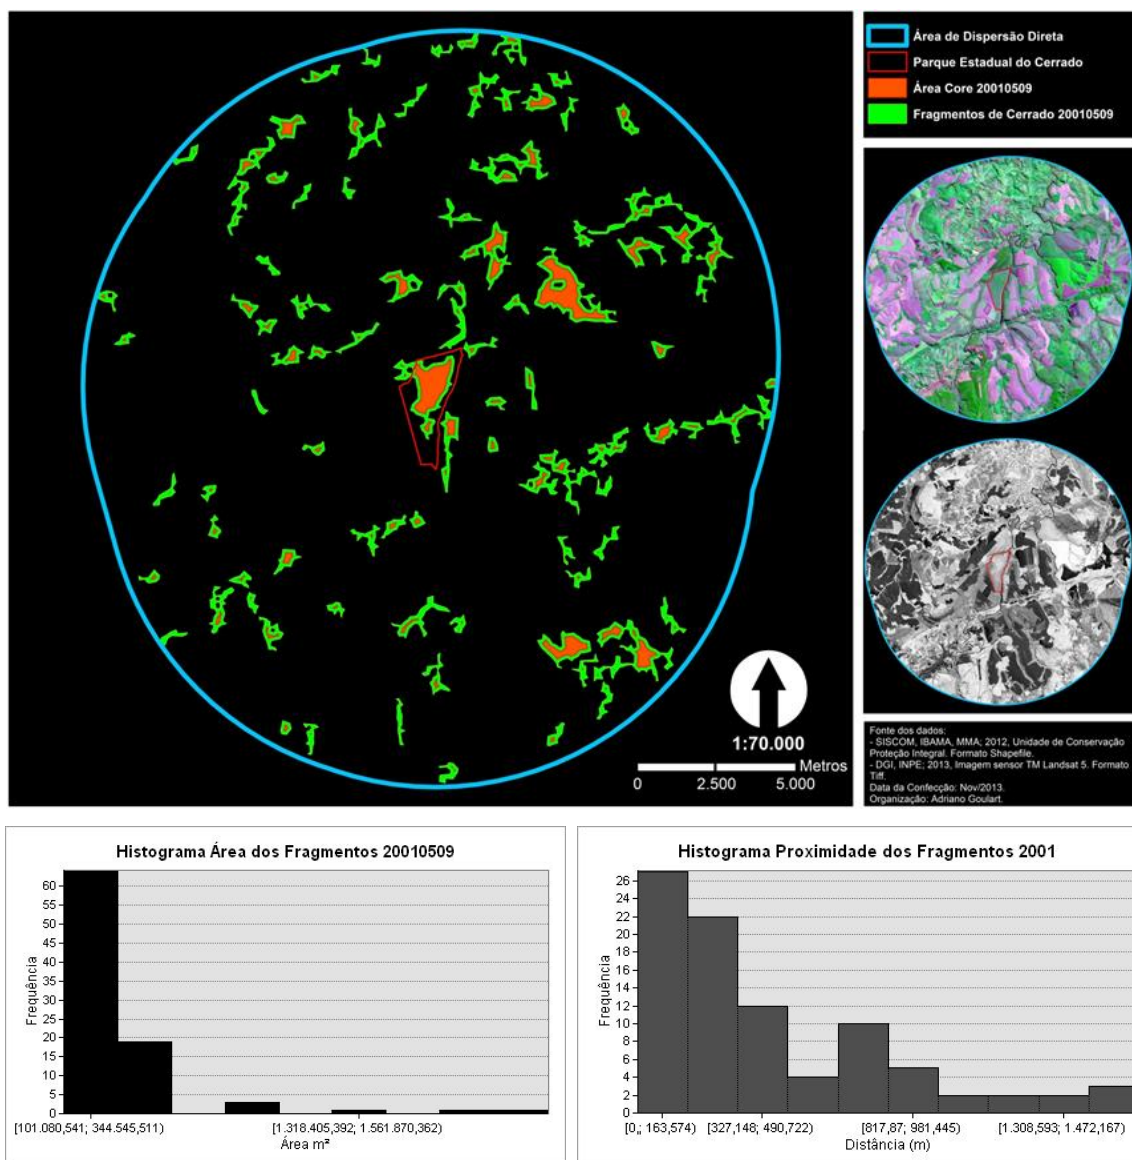 Área de Dispersão Direta
Parque Estadual do Cerrado
Área Core 20010509
Fragmentos de Cerrado 20010509
1:70.000
Metros
0 2.500 5.000
Fonte dos dados:
- SISCOM, IBAMA, MMA; 2012, Unidade de Conservação
Proteção Integral. Formato Shapefile.
- DGI, INPE; 2013, Imagem sensor TM Landsat 5. Formato
Tiff.
Data da Confecção: Nov/2013.
Organização: Adriano Goulart.
Histograma Área dos Fragmentos 20010509
Frequência
60
55
50
45
40
35
30
25
20
15
10
5
0
[101.080,541; 344.545,511) [1.318.405,392; 1.561.870,362)
Área m²
Histograma Proximidade dos Fragmentos 2001
Frequência
26
24
22
20
18
16
14
12
10
8
6
4
2
0
[0,; 163,574) [327,148; 490,722) [817,87; 981,445) [1.308,593; 1.472,167)
Distância (m)